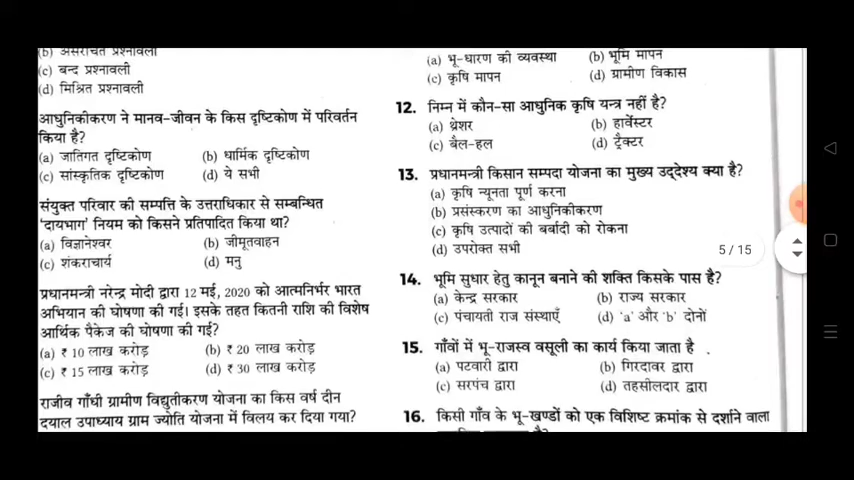 (b) असंरचित प्रश्नावली
(c) बन्द प्रश्नावली
(d) मिश्रित प्रश्नावली
आधुनिकीकरण ने मानव-जीवन के किस दृष्टिकोण में परिवर्तन
किया है?
(a) जातिगत दृष्टिकोण (b) धार्मिक दृष्टिकोण
(c) सांस्कृतिक दृष्टिकोण (d) ये सभी
संयुक्त परिवार की सम्पत्ति के उत्तराधिकार से सम्बन्धित
'दायभाग' नियम को किसने प्रतिपादित किया था?
(a) विज्ञानेश्वर (b) जीमूतवाहन
(c) शंकराचार्य (d) मनु
प्रधानमन्त्री नरेन्द्र मोदी द्वारा 12 मई, 2020 को आत्मनिर्भर भारत
अभियान की घोषणा की गई। इसके तहत कितनी राशि की विशेष
आर्थिक पैकेज की घोषणा की गई?
(a) ₹ 10 लाख करोड़ (b) ₹ 20 लाख करोड़
(c) ₹ 15 लाख करोड़ (d) ₹ 30 लाख करोड़
राजीव गाँधी ग्रामीण विद्युतीकरण योजना का किस वर्ष दीन
दयाल उपाध्याय ग्राम ज्योति योजना में विलय कर दिया गया?
(a) भू-धारण की व्यवस्था (b) भूमि मापन
(c) कृषि मापन (d) ग्रामीण विकास
12. निम्न में कौन-सा आधुनिक कृषि यन्त्र नहीं है?
(a) थ्रेशर (b) हार्वेस्टर
(c) बैल-हल (d) ट्रैक्टर
13. प्रधानमन्त्री किसान सम्पदा योजना का मुख्य उद्देश्य क्या है?
(a) कृषि न्यूनता पूर्ण करना
(b) प्रसंस्करण का आधुनिकीकरण
(c) कृषि उत्पादों की बर्बादी को रोकना
(d) उपरोक्त सभी
5 / 15
14. भूमि सुधार हेतु कानून बनाने की शक्ति किसके पास है?
(a) केन्द्र सरकार (b) राज्य सरकार
(c) पंचायती राज संस्थाएँ (d) 'a' और 'b' दोनों
15. गाँवों में भू-राजस्व वसूली का कार्य किया जाता है
(a) पटवारी द्वारा (b) गिरदावर द्वारा
(c) सरपंच द्वारा (d) तहसीलदार द्वारा
16. किसी गाँव के भू-खण्डों को एक विशिष्ट क्रमांक से दर्शाने वाला